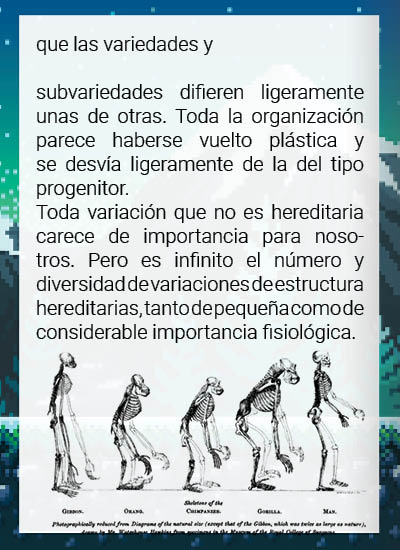 que las variedades y
subvariedades difieren ligeramente
unas de otras. Toda la organización
parece haberse vuelto plástica y
se desvía ligeramente de la del tipo
progenitor.
Toda variación que no es hereditaria
carece de importancia para noso-
tros. Pero es infinito el número y
diversidad de variaciones de estructura
hereditarias, tanto de pequeña como de
considerable importancia fisiológica.
Skeletons of the
GIBBON. ORANG. CHIMPANZEE. GORILLA. MAN.
Photographically reduced from Diagrams of the natural size (except that of the Gibbon, which was twice as large as nature),
drawn by Mr. Waterhouse Hawkins from specimens in the Museum of the Royal College of Surgeons.